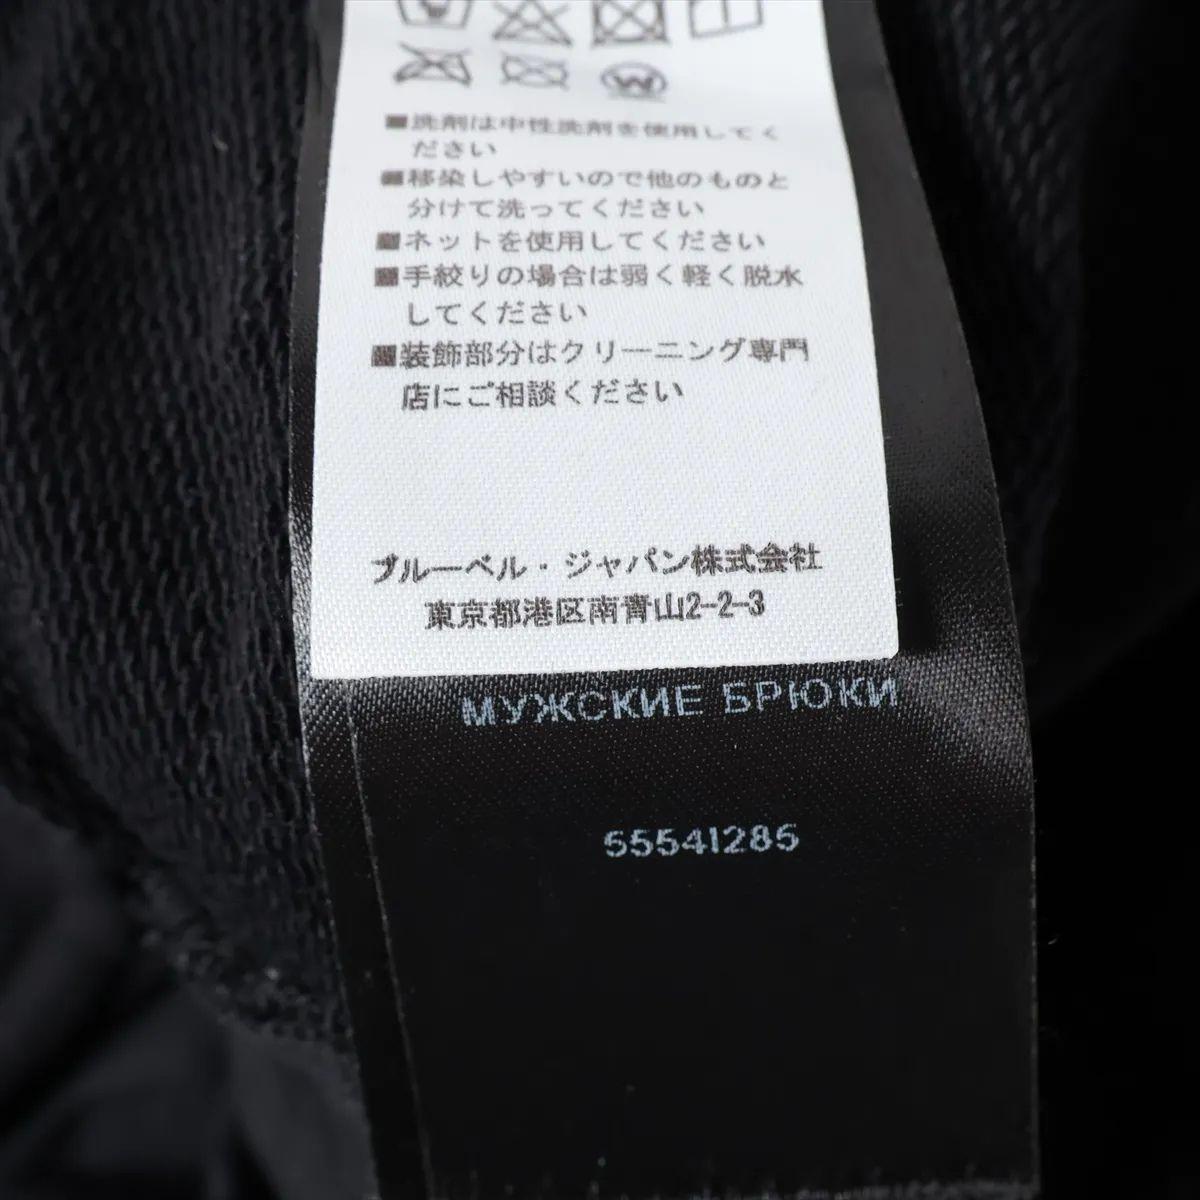 W
■洗剤は中性洗剤を使用してく
ださい
■移染しやすいので他のものと
分けて洗ってください
■ネットを使用してください
■手絞りの場合は弱く軽く脱水
してください
■装飾部分はクリーニング専門
店にご相談ください
ブルーベル・ジャパン株式会社
東京都港区南青山2-2-3
МУЖСКИЕ БРЮКИ
55541285